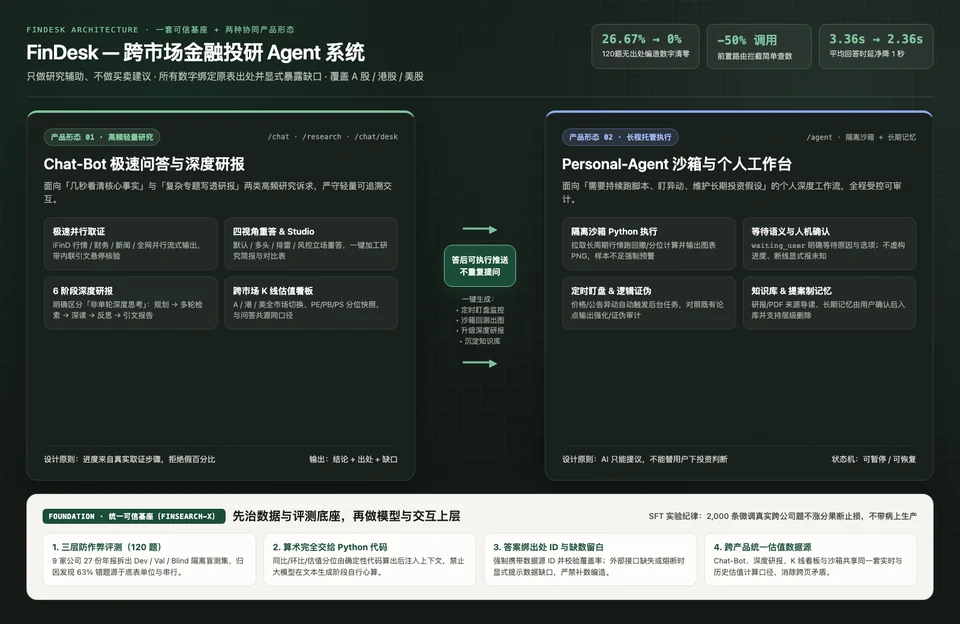 FINDESK ARCHITECTURE · 一套可信基座 + 两种协同产品形态
FinDesk — 跨市场金融投研 Agent 系统
只做研究辅助、不做买卖建议 · 所有数字绑定原表出处并显式暴露缺口 · 覆盖 A 股 / 港股 / 美股
26.67% → 0%
120题无出处编造数字清零
−50% 调用
前置路由拦截简单查数
3.36s → 2.36s
平均回答时延净降 1 秒
产品形态 01 · 高频轻量研究
/chat · /research · /chat/desk
Chat-Bot 极速问答与深度研报
面向「几秒看清核心事实」与「复杂专题写透研报」两类高频研究诉求，严守轻量可追溯交
互。
极速并行取证
iFinD 行情 / 财务 / 新闻 / 全网并行流式输出，
带内联引文悬停核验
四视角重答 & Studio
默认 / 多头 / 排雷 / 风控立场重答，一键加工研
究简报与对比表
6 阶段深度研报
明确区分「非单轮深度思考」：规划 → 多轮检
索 → 深读 → 反思 → 引文报告
跨市场 K 线估值看板
A / 港 / 美全市场切换，PE/PB/PS 分位快照，
与问答共源同口径
设计原则：进度来自真实取证步骤，拒绝假百分比
输出：结论 + 出处 + 缺口
答后可执行推送
不重复提问
一键生成：
• 定时盯盘监控
• 沙箱回测出图
• 升级深度研报
• 沉淀知识库
产品形态 02 · 长程托管执行
/agent · 隔离沙箱 + 长期记忆
Personal-Agent 沙箱与个人工作台
面向「需要持续跑脚本、盯异动、维护长期投资假设」的个人深度工作流，全程受控可审
计。
隔离沙箱 Python 执行
拉取长周期行情跑回撤/分位计算并输出图表
PNG，样本不足强制预警
等待语义与人机确认
waiting_user 明确等待原因与选项；不虚构
进度、断线显式报未知
定时盯盘 & 逻辑证伪
价格/公告异动自动触发后台任务，对照既有论
点输出强化/证伪审计
知识库 & 提案制记忆
研报/PDF 来源导读、长期记忆由用户确认后入
库并支持层级删除
设计原则：AI 只能提议，不能替用户下投资判断
状态机：可暂停 / 可恢复
FOUNDATION · 统一可信基座 (FINSEARCH-X)
先治数据与评测底座，再做模型与交互上层
SFT 实验纪律：2,000 条微调真实跨公司题不涨分果断止损，不带病上生产
1. 三层防作弊评测（120 题）
9 家公司 27 份年报拆出 Dev / Val / Blind 隔离盲测集，归
因发现 63% 错题源于底表单位与串行。
2. 算术完全交给 Python 代码
同比/环比/估值分位由确定性代码算出后注入上下文，禁止
大模型在文本生成阶段自行心算。
3. 答案绑出处 ID 与缺数留白
强制携带数据源 ID 并校验覆盖率；外部接口缺失或熔断时
显式提示数据缺口，严禁补数编造。
4. 跨产品统一估值数据源
Chat-Bot、深度研报、K 线看板与沙箱共享同一套实时与
历史估值计算口径，消除跨页矛盾。